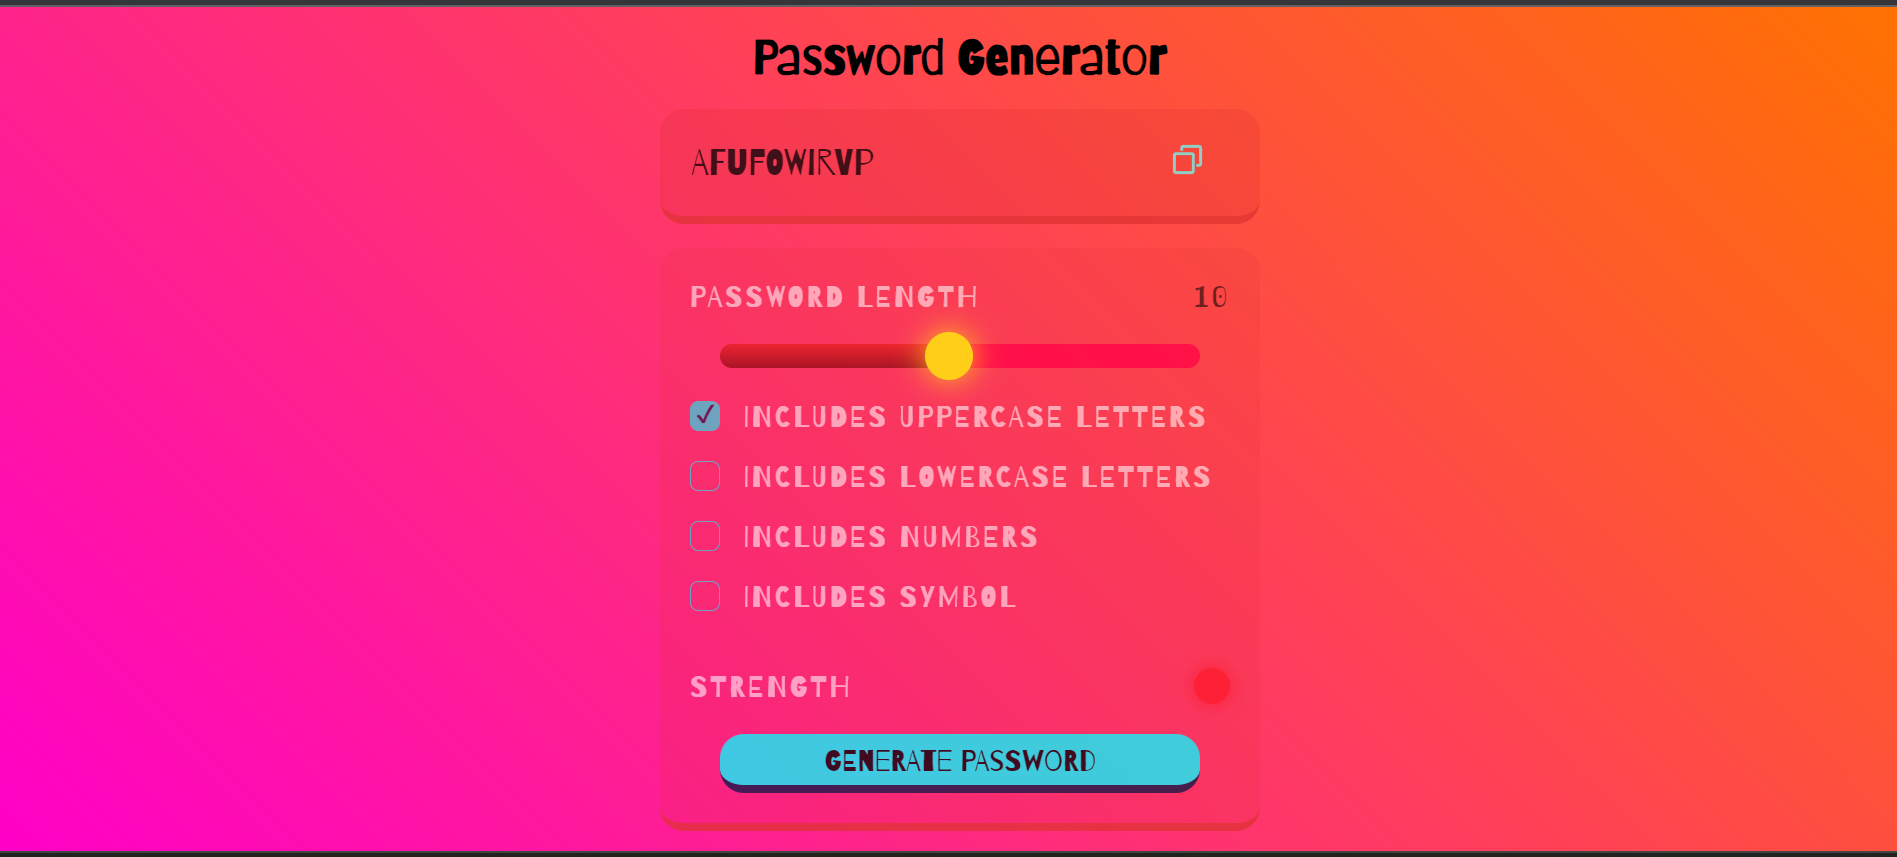 Password Generator
AFUFOWIRVP
PASSWORD LENGTH 10
INCLUDES UPPERCASE LETTERS
INCLUDES LOWERCASE LETTERS
INCLUDES NUMBERS
INCLUDES SYMBOL
STRENGTH
GENERATE PASSWORD